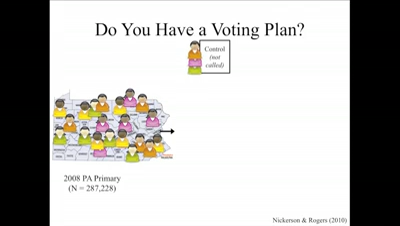 Do You Have a Voting Plan?
Control
(not
called)
2008 PA Primary
(N = 287,228)
Nickerson & Rogers (2010)